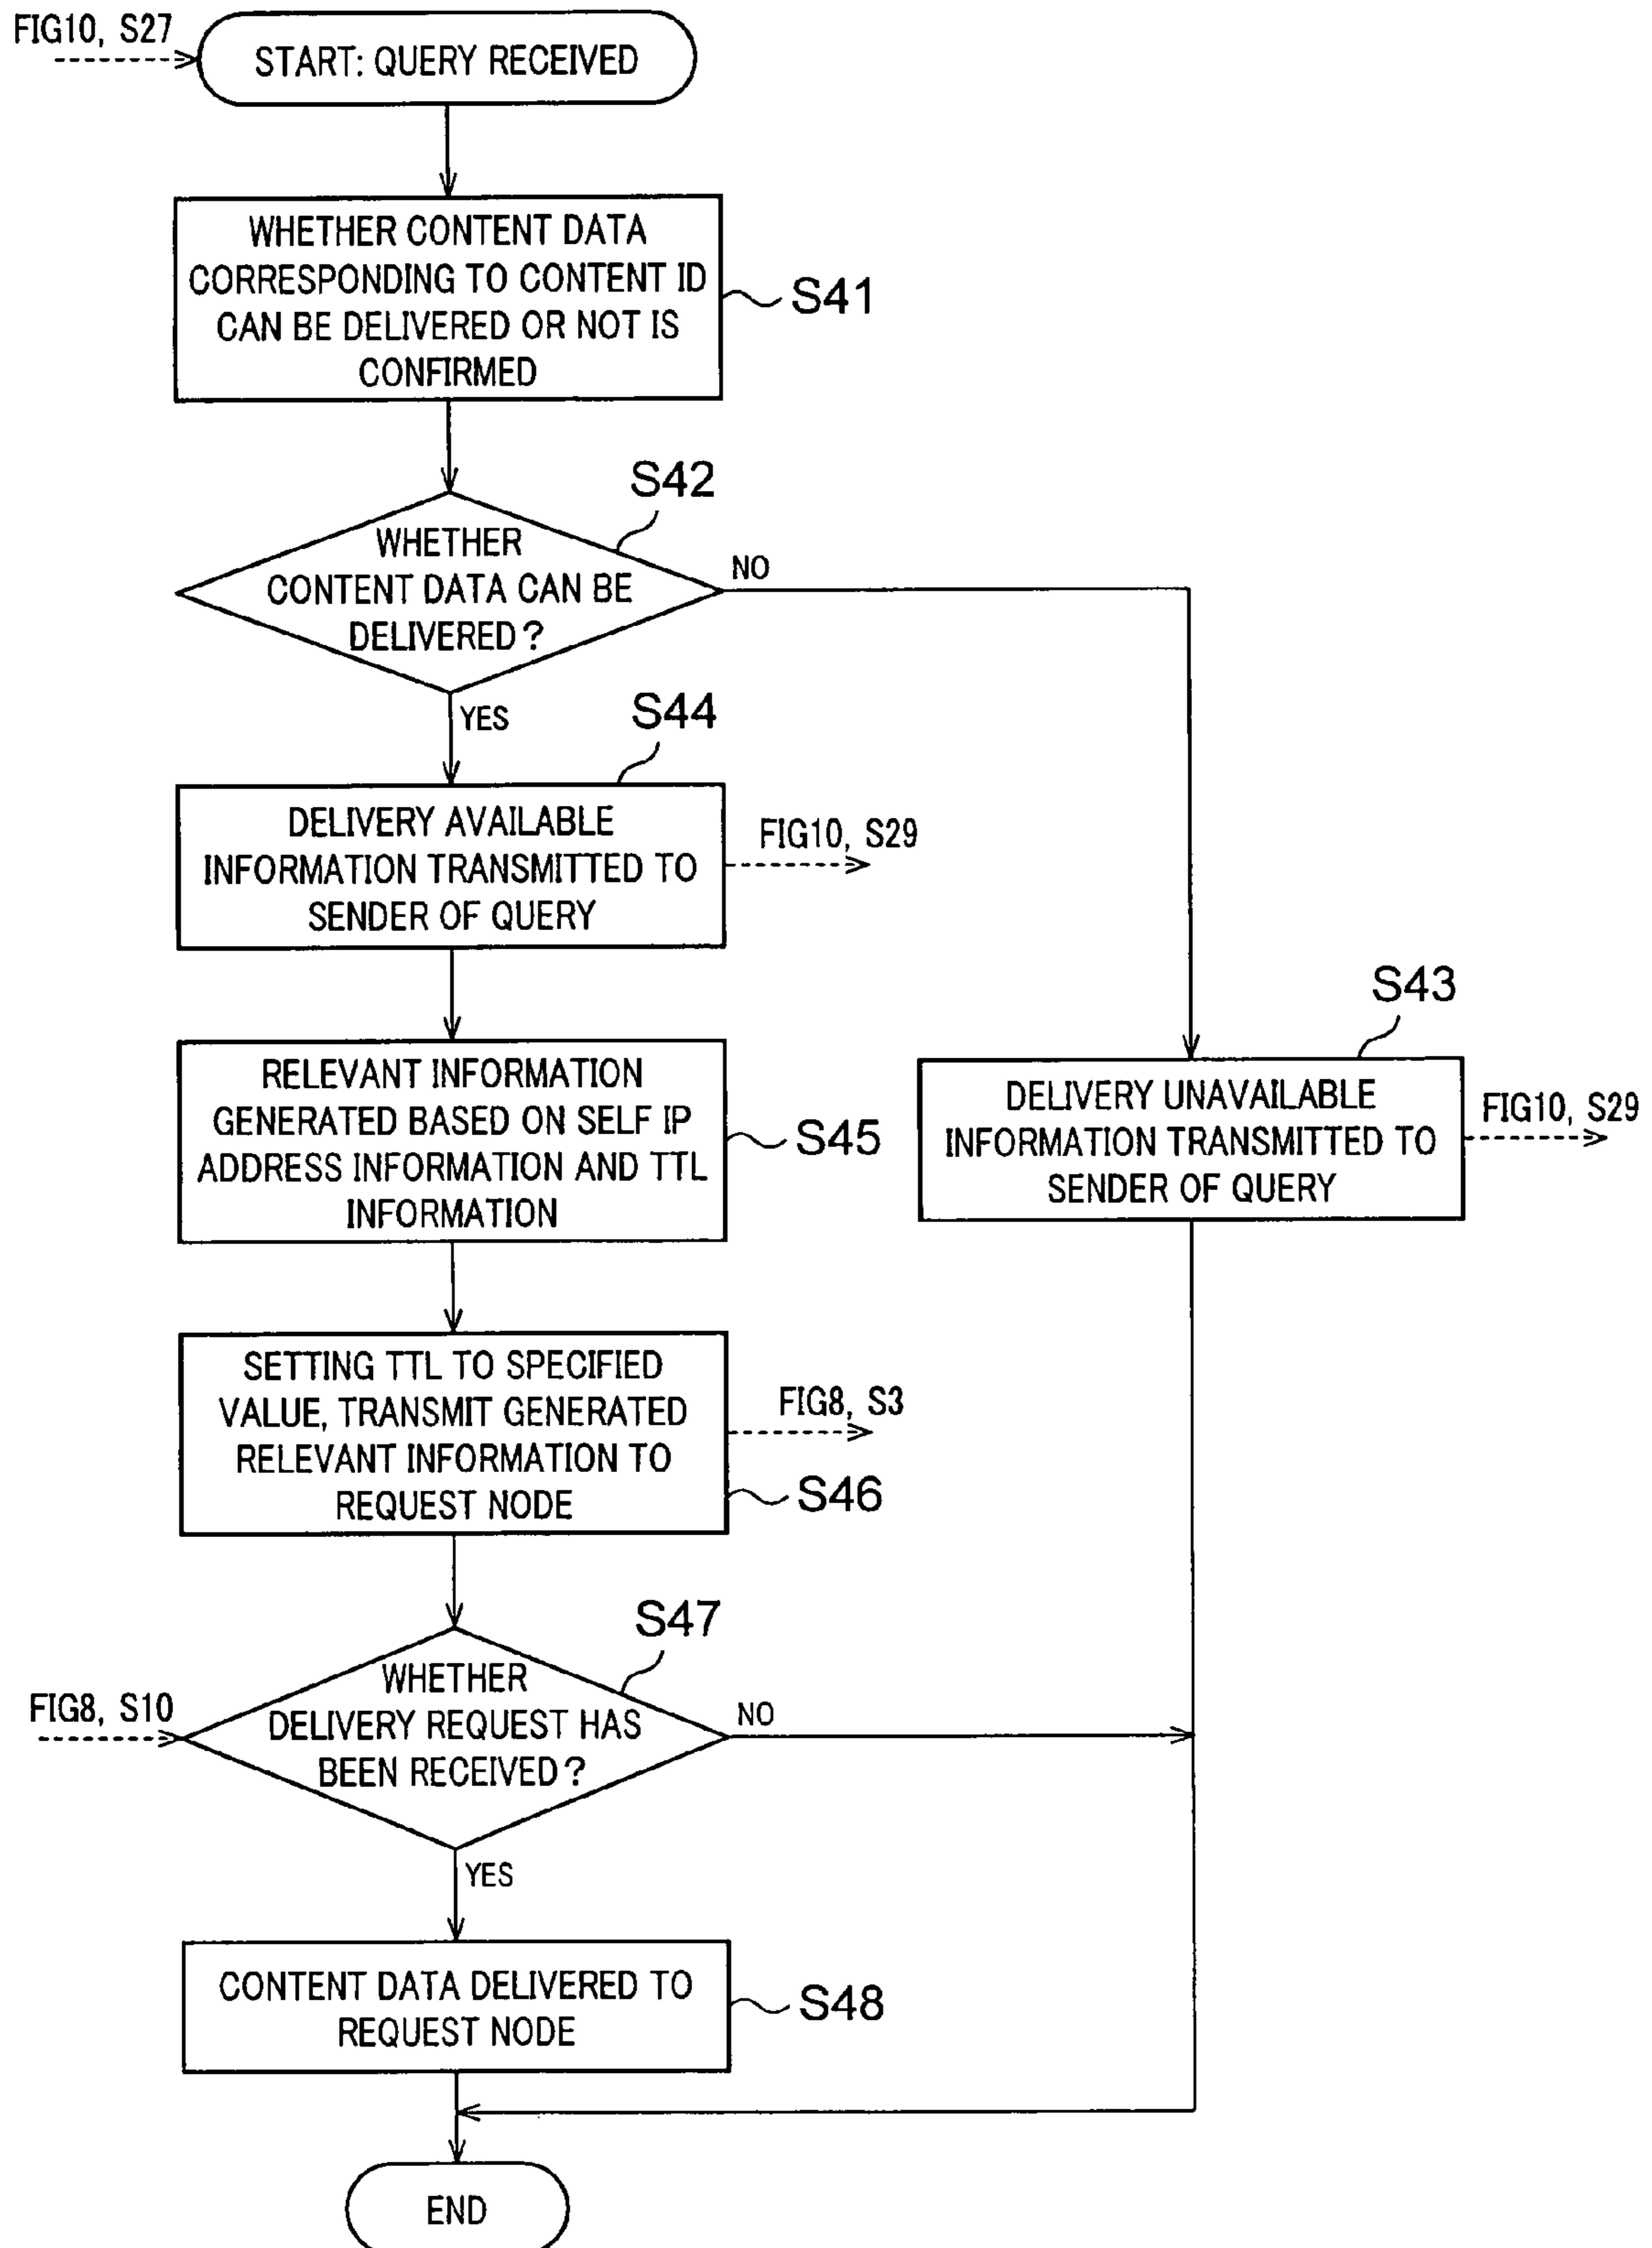 FIG10, S27
START: QUERY RECEIVED
WHETHER CONTENT DATA
CORRESPONDING TO CONTENT ID
CAN BE DELIVERED OR NOT IS
CONFIRMED
S41
S42
WHETHER
CONTENT DATA CAN BE
DELIVERED?
NO
YES
S44
DELIVERY AVAILABLE
INFORMATION TRANSMITTED TO
SENDER OF QUERY
FIG10, S29
S43
DELIVERY UNAVAILABLE
INFORMATION TRANSMITTED TO
SENDER OF QUERY
FIG10, S29
RELEVANT INFORMATION
GENERATED BASED ON SELF IP
ADDRESS INFORMATION AND TTL
INFORMATION
S45
SETTING TTL TO SPECIFIED
VALUE, TRANSMIT GENERATED
RELEVANT INFORMATION TO
REQUEST NODE
FIG8, S3
S46
S47
FIG8, S10
WHETHER
DELIVERY REQUEST HAS
BEEN RECEIVED?
NO
YES
CONTENT DATA DELIVERED TO
REQUEST NODE
S48
END